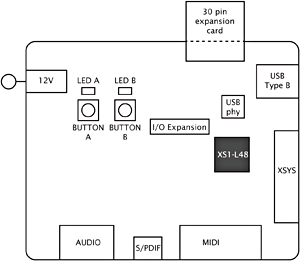 30 pin
expansion
card
12V
LED A
LED B
USB
Type B
USB
phy
BUTTON
A
BUTTON
B
I/O Expansion
XS1-L48
XSYS
AUDIO
S/PDIF
MIDI